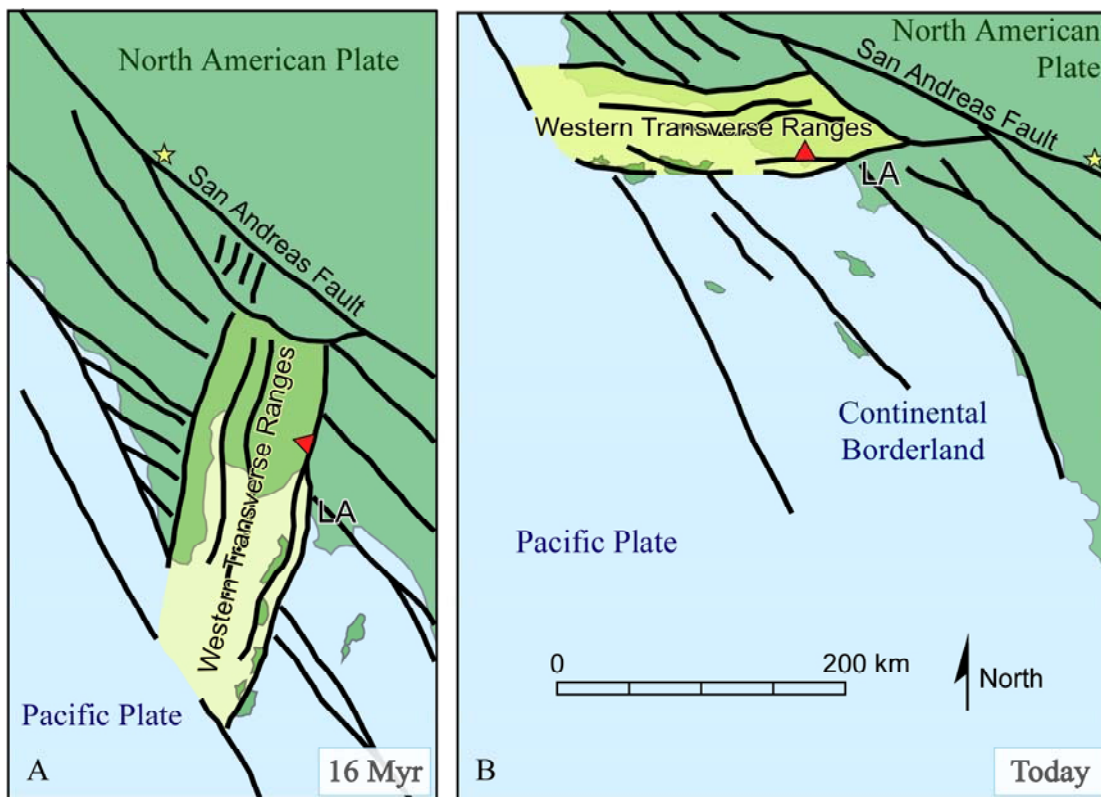 North American Plate
San Andreas Fault
Western Transverse Ranges
LA
Pacific Plate
A
16 Myr
North American
Plate
San Andreas Fault
Western Transverse Ranges
LA
Continental
Borderland
Pacific Plate
0
200 km
North
B
Today